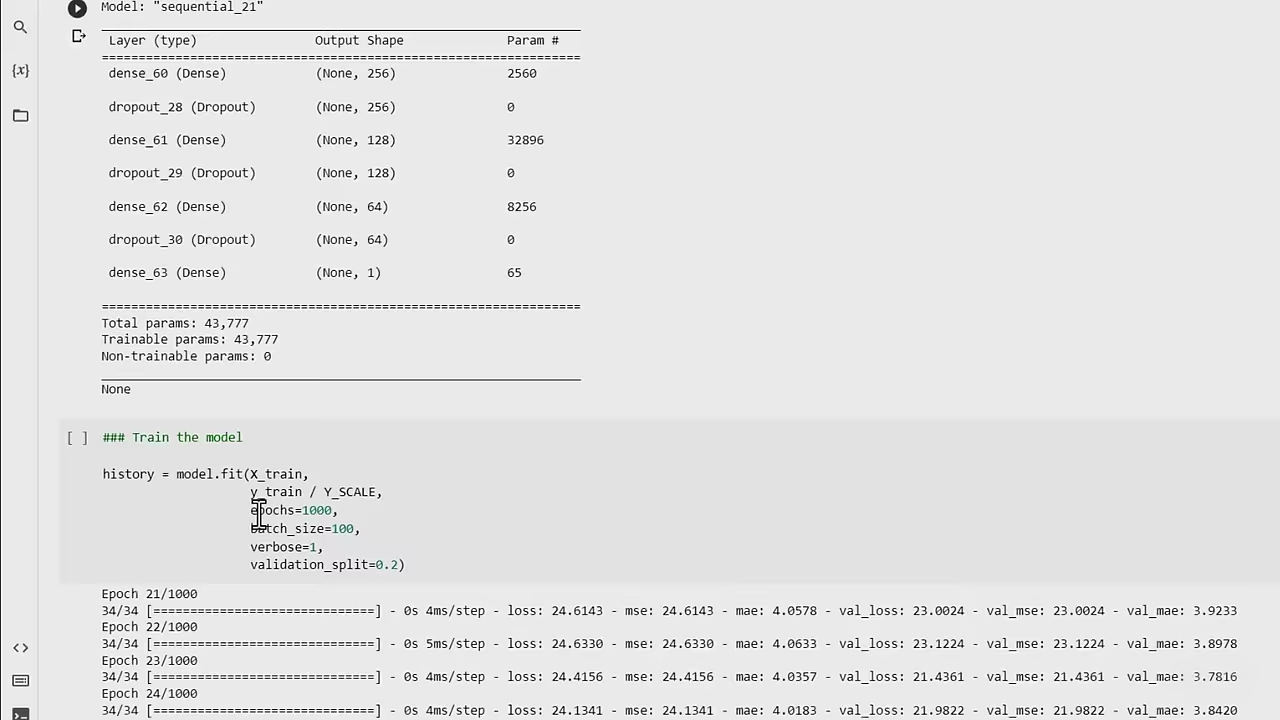 Model: "sequential_21"
Layer (type) Output Shape Param #
dense_60 (Dense) (None, 256) 2560
dropout_28 (Dropout) (None, 256) 0
dense_61 (Dense) (None, 128) 32896
dropout_29 (Dropout) (None, 128) 0
dense_62 (Dense) (None, 64) 8256
dropout_30 (Dropout) (None, 64) 0
dense_63 (Dense) (None, 1) 65
Total params: 43,777
Trainable params: 43,777
Non-trainable params: 0
None
[ ] ### Train the model
history = model.fit(X_train,
y_train / Y_SCALE,
epochs=1000,
batch_size=100,
verbose=1,
validation_split=0.2)
Epoch 21/1000
34/34 [==============================] - 0s 4ms/step - loss: 24.6143 - mse: 24.6143 - mae: 4.0578 - val_loss: 23.0024 - val_mse: 23.0024 - val_mae: 3.9233
Epoch 22/1000
34/34 [==============================] - 0s 5ms/step - loss: 24.6330 - mse: 24.6330 - mae: 4.0633 - val_loss: 23.1224 - val_mse: 23.1224 - val_mae: 3.8978
Epoch 23/1000
34/34 [==============================] - 0s 4ms/step - loss: 24.4156 - mse: 24.4156 - mae: 4.0357 - val_loss: 21.4361 - val_mse: 21.4361 - val_mae: 3.7816
Epoch 24/1000
34/34 [==============================] - 0s 4ms/step - loss: 24.1341 - mse: 24.1341 - mae: 4.0183 - val_loss: 21.9822 - val_mse: 21.9822 - val_mae: 3.8420